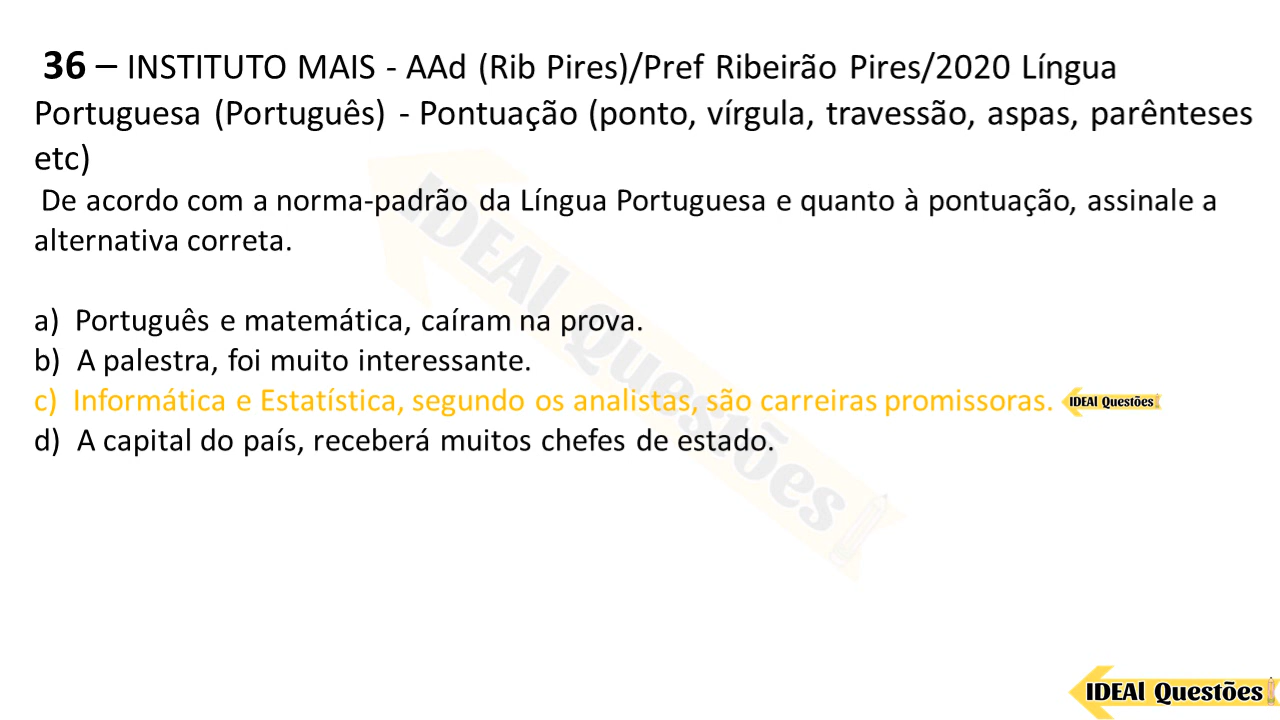 36 – INSTITUTO MAIS - AAd (Rib Pires)/Pref Ribeirão Pires/2020 Língua
Portuguesa (Português) - Pontuação (ponto, vírgula, travessão, aspas, parênteses
etc)
De acordo com a norma-padrão da Língua Portuguesa e quanto à pontuação, assinale a
alternativa correta.
a) Português e matemática, caíram na prova.
b) A palestra, foi muito interessante.
c) Informática e Estatística, segundo os analistas, são carreiras promissoras. IDEAl Questões
d) A capital do país, receberá muitos chefes de estado.
IDEAl Questões
IDEAl Questões